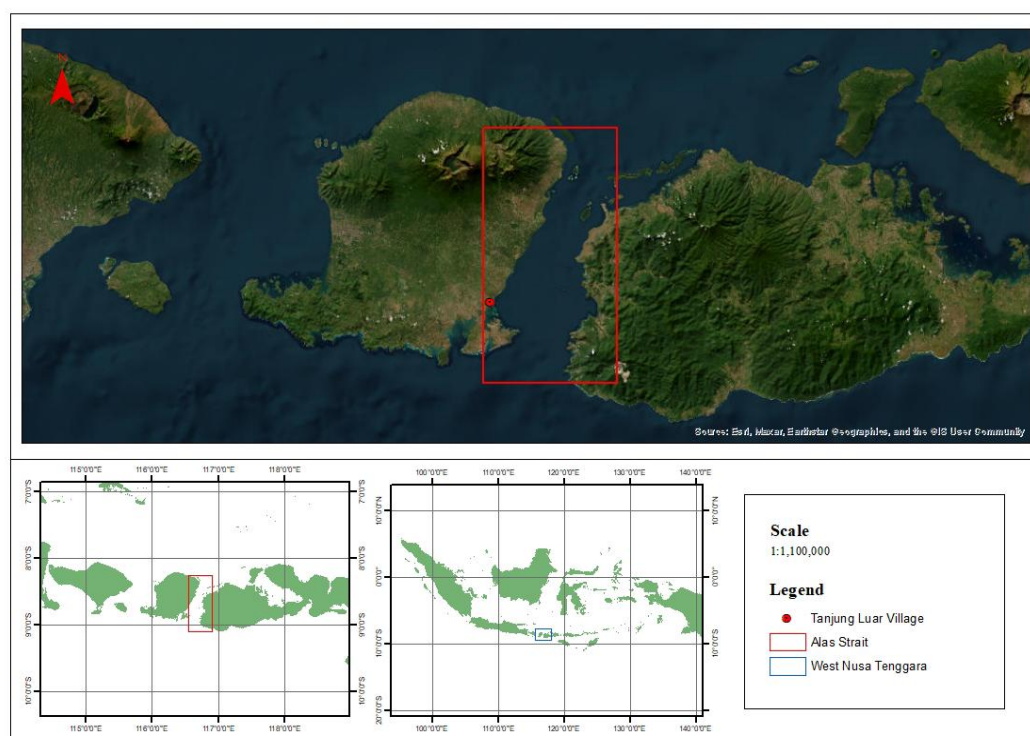 N
Source: Esri, Maxar, Earthstar Geographics, and the GIS User Community
115°0'0"E 116°0'0"E 117°0'0"E 118°0'0"E
7°0'0"S 7°0'0"S
8°0'0"S 8°0'0"S
9°0'0"S 9°0'0"S
10°0'0"S 10°0'0"S
115°0'0"E 116°0'0"E 117°0'0"E 118°0'0"E
100°0'0"E 110°0'0"E 120°0'0"E 130°0'0"E 140°0'0"E
10°0'0"N 10°0'0"N
0°0'0" 0°0'0"
10°0'0"S 10°0'0"S
20°0'0"S 20°0'0"S
100°0'0"E 110°0'0"E 120°0'0"E 130°0'0"E 140°0'0"E
Scale
1:1,100,000
Legend
Tanjung Luar Village
Alas Strait
West Nusa Tenggara